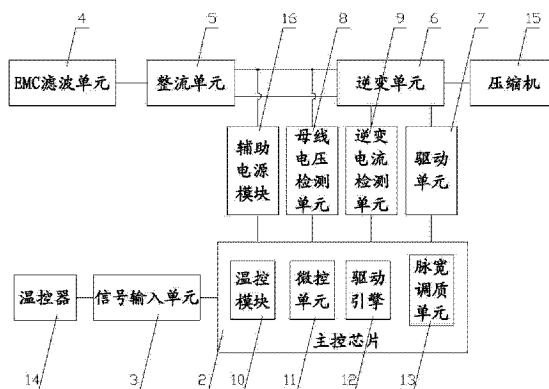 4 5 16 8 9 6 7 15
EMC滤波单元 整流单元 逆变单元 压缩机
辅助 母线 逆变 驱动
电源 电压 电流 单元
模块 检测 检测
单元 单元
温控器 信号输入单元 温控 微控 驱动 脉宽
模块 单元 引擎 调质
单元
主控芯片
14 3 2 10 11 12 13